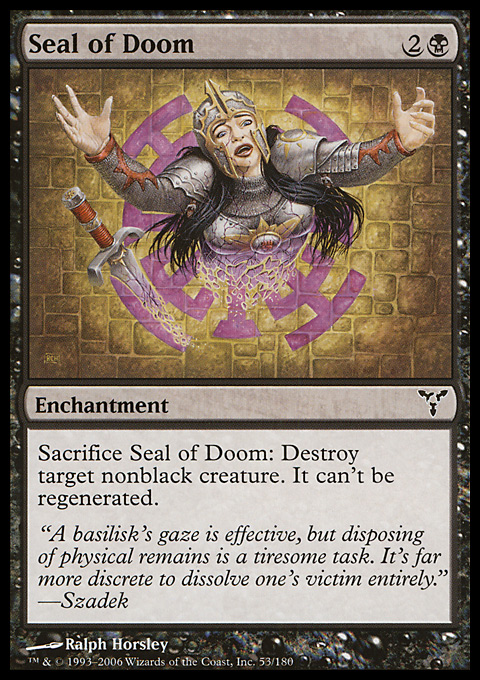 Seal of Doom 2
Enchantment
Sacrifice Seal of Doom: Destroy
target nonblack creature. It can't be
regenerated.
"A basilisk's gaze is effective, but disposing
of physical remains is a tiresome task. It's far
more discrete to dissolve one's victim entirely."
—Szadek
Ralph Horsley
™ & © 1993–2006 Wizards of the Coast, Inc. 53/180